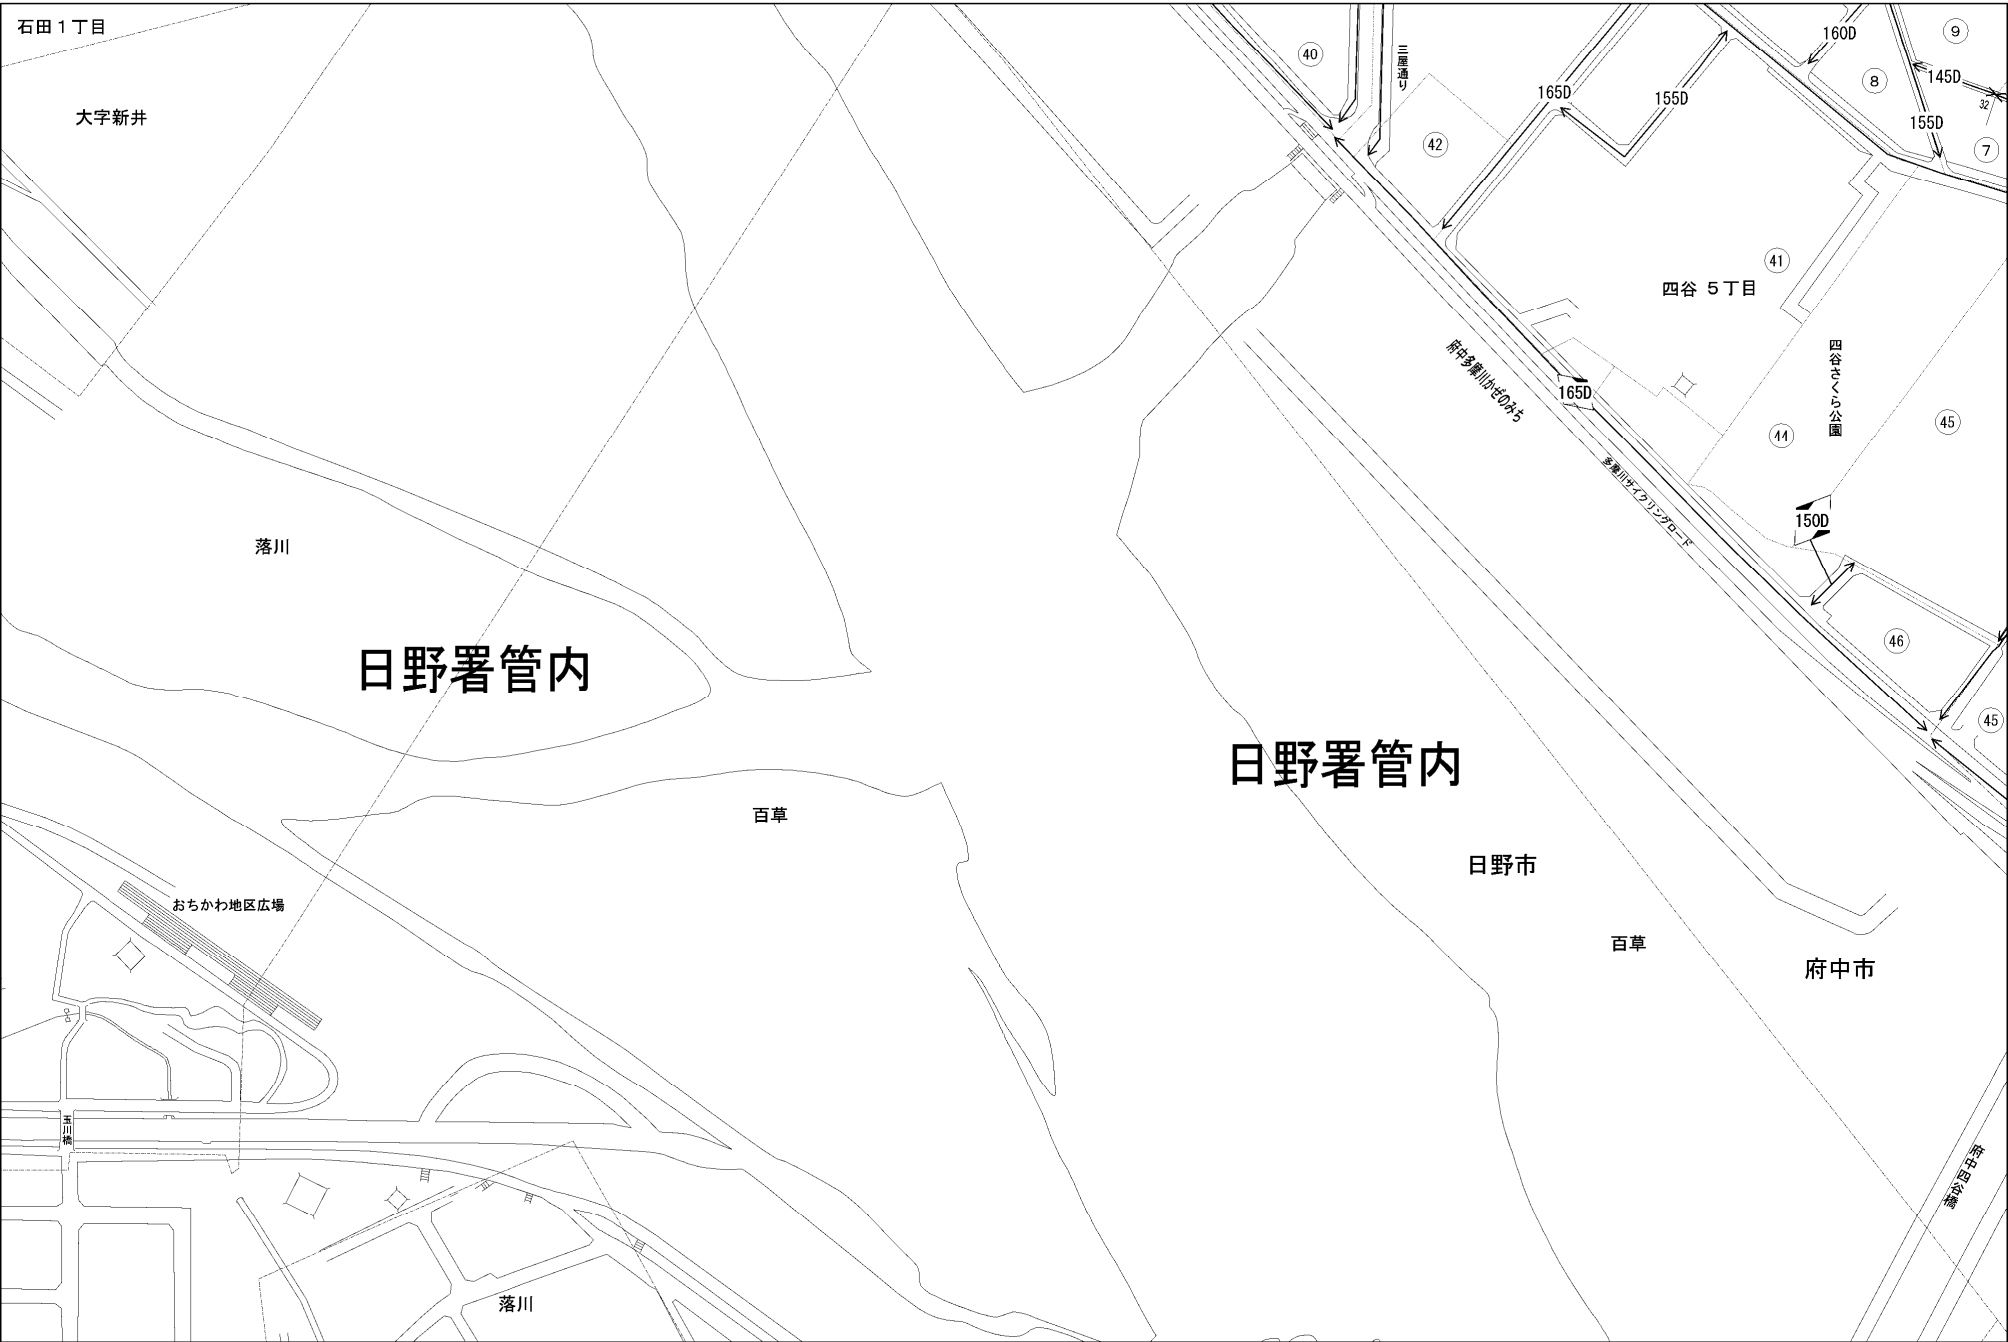 石田１丁目
大字新井
40
三屋通り
165D
155D
160D
9
8
145D
32
155D
7
42
41
四谷 ５丁目
府中多摩川かぜのみち
165D
四谷さくら公園
44
45
多摩川サイクリングロード
150D
落川
46
日野署管内
45
日野署管内
百草
日野市
おちかわ地区広場
百草
府中市
玉川橋
府中四谷橋
落川